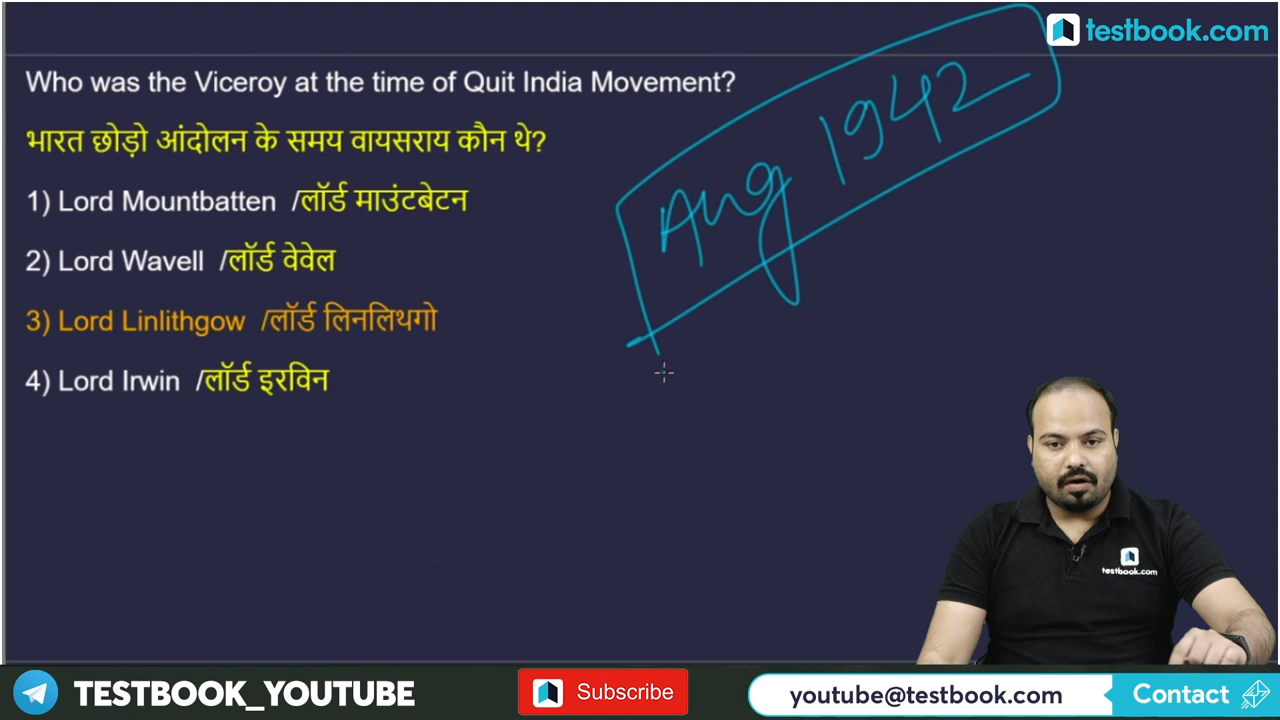 testbook.com
Who was the Viceroy at the time of Quit India Movement?
Aug 1942
भारत छोड़ो आंदोलन के समय वायसराय कौन थे?
1) Lord Mountbatten /लॉर्ड माउंटबेटन
2) Lord Wavell /लॉर्ड वेवेल
3) Lord Linlithgow /लॉर्ड लिनलिथगो
4) Lord Irwin /लॉर्ड इरविन
testbook.com
TESTBOOK_YOUTUBE
Subscribe
youtube@testbook.com
Contact